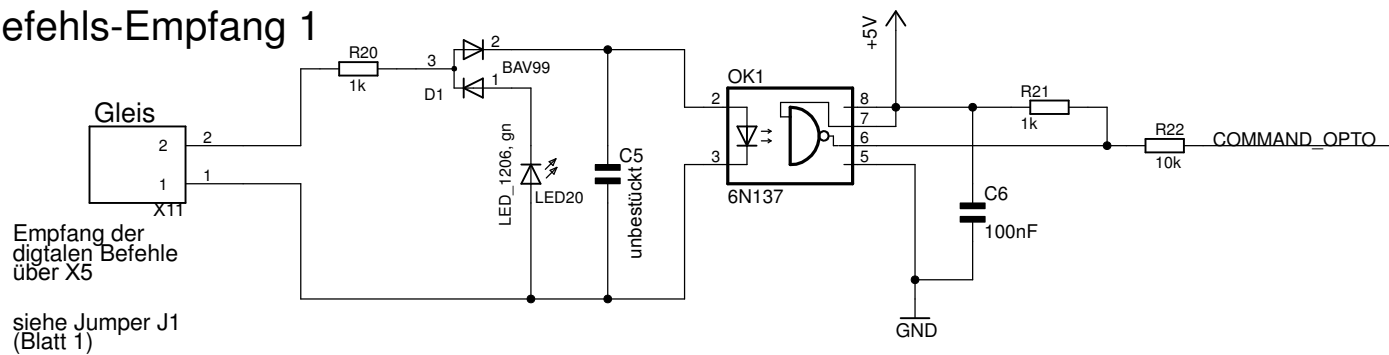 efehls-Empfang 1
R20
1k
3
2
BAV99
1
D1
Gleis
2
2
1
1
X11
LED_1206, gn
LED20
C5
unbestückt
OK1
2
3
8
7
6
5
6N137
+5V
R21
1k
R22
10k
COMMAND_OPTO
C6
100nF
GND
Empfang der
digtalen Befehle
über X5
siehe Jumper J1
(Blatt 1)